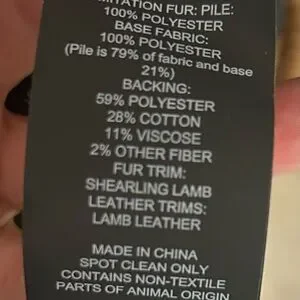 IMITATION FUR: PILE:
100% POLYESTER
BASE FABRIC:
100% POLYESTER
(Pile is 79% of fabric and base
21%)
BACKING:
59% POLYESTER
28% COTTON
11% VISCOSE
2% OTHER FIBER
FUR TRIM:
SHEARLING LAMB
LEATHER TRIMS:
LAMB LEATHER
MADE IN CHINA
SPOT CLEAN ONLY
CONTAINS NON-TEXTILE
PARTS OF ANIMAL ORIGIN